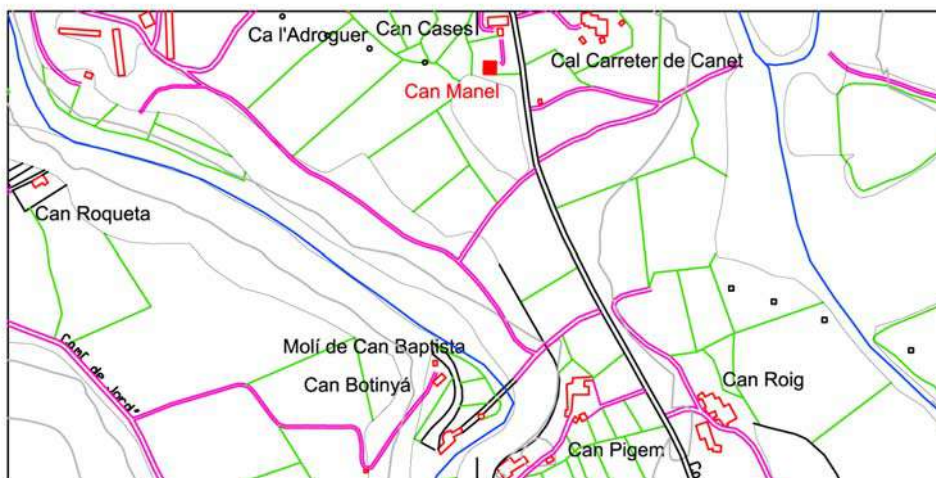 Ca l'Adroguer
Can Cases
Cal Carreter de Canet
Can Manel
Can Roqueta
Molí de Can Baptista
Can Botinyá
Can Roig
Can Pigem